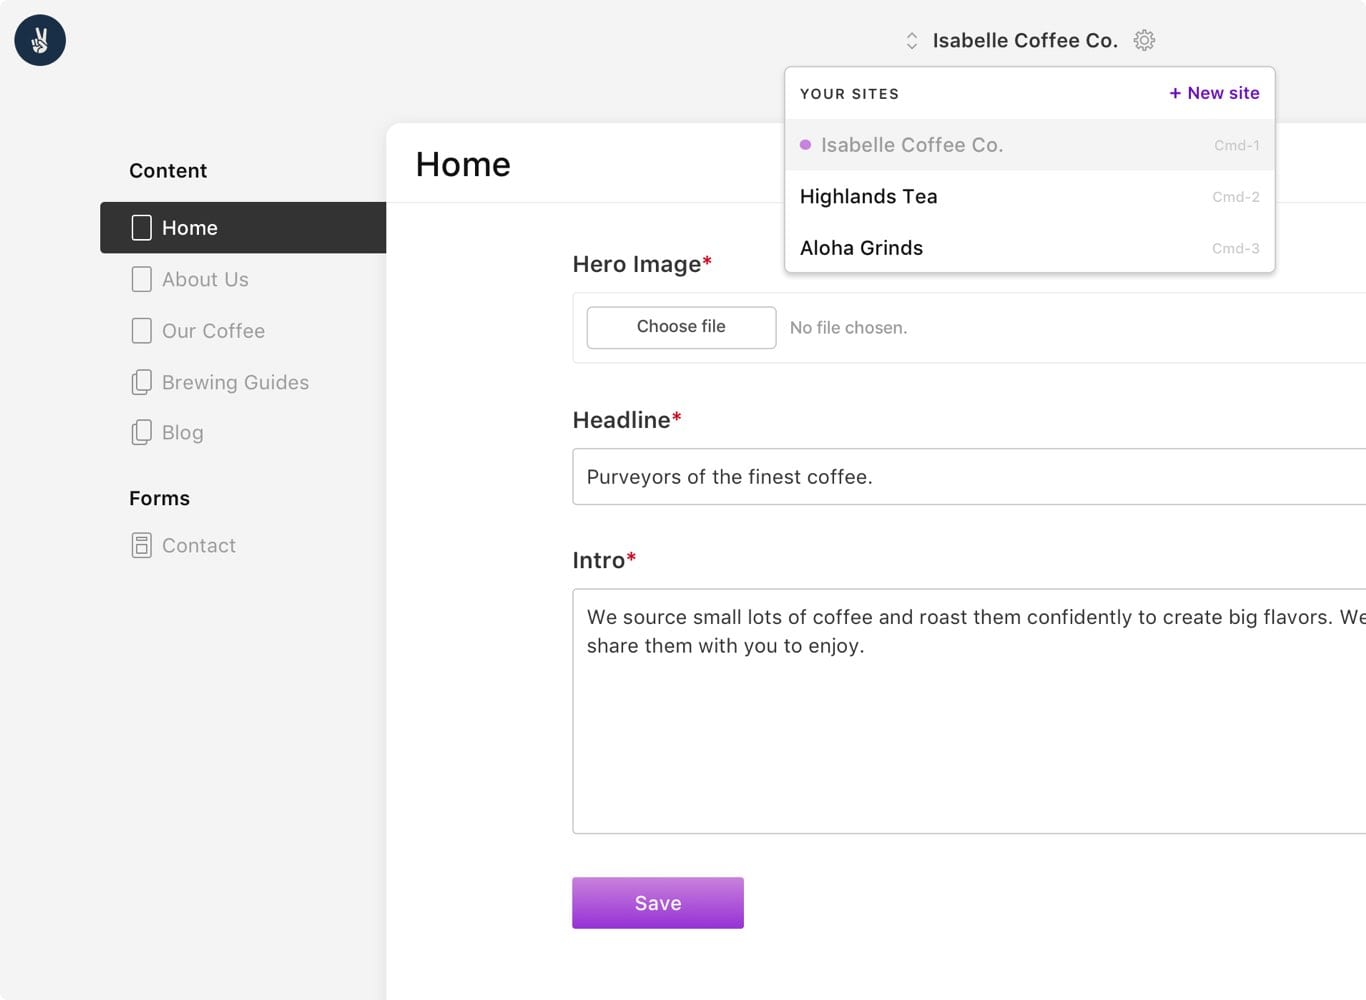 Isabelle Coffee Co.
YOUR SITES
+ New site
Isabelle Coffee Co. Cmd-1
Highlands Tea Cmd-2
Aloha Grinds Cmd-3
Content
Home
About Us
Our Coffee
Brewing Guides
Blog
Forms
Contact
Home
Hero Image*
Choose file No file chosen.
Headline*
Purveyors of the finest coffee.
Intro*
We source small lots of coffee and roast them confidently to create big flavors. We
share them with you to enjoy.
Save